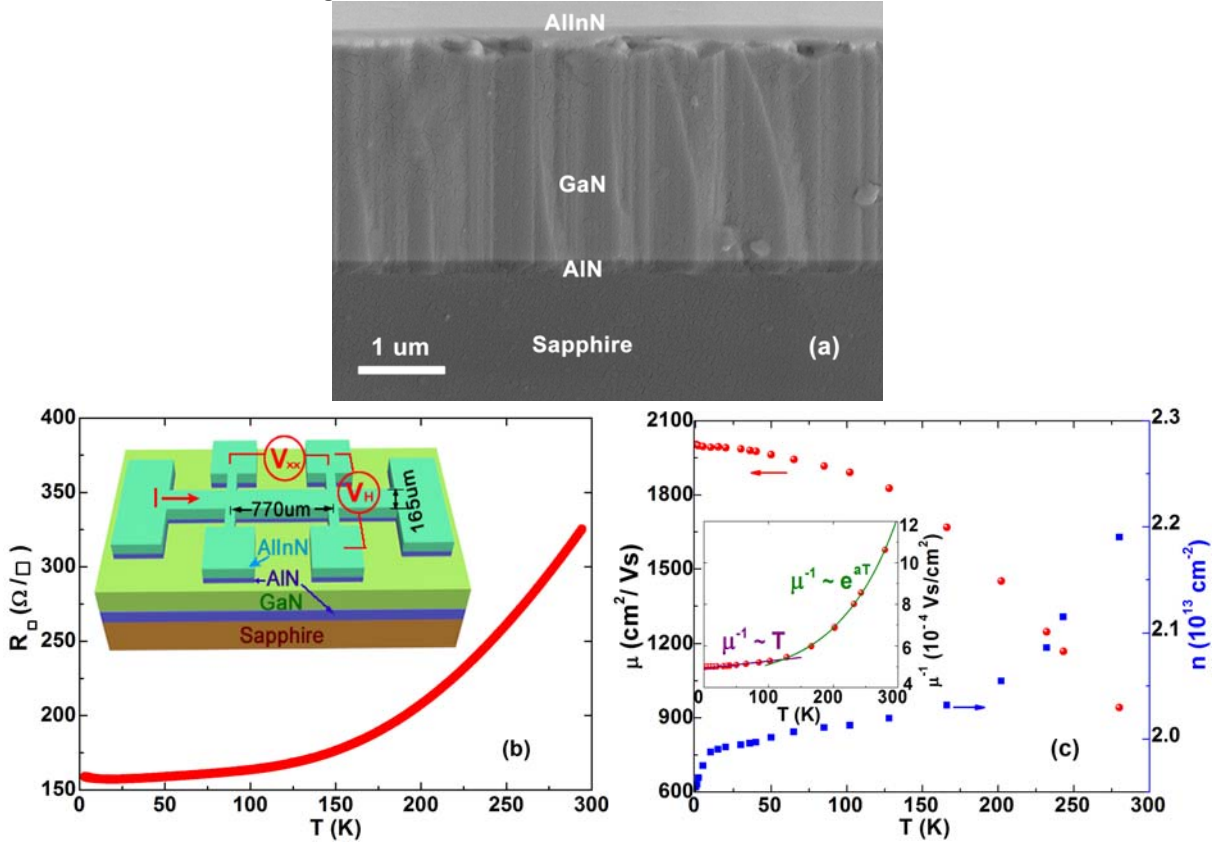 AlInN
GaN
AlN
Sapphire
1 um
(a)
400
350
300
250
200
150
R□ (Ω/□)
0
50
100
150
200
250
300
T (K)
(b)
I
Vxx
VH
770um
165um
AlInN
AlN
GaN
Sapphire
2100
1800
1500
1200
900
600
μ (cm²/ Vs)
0
50
100
150
200
250
300
T (K)
2.3
2.2
2.1
2.0
n (10¹³ cm⁻²)
(c)
μ⁻¹ ~ eᵃᵀ
μ⁻¹ ~ T
12
10
8
6
4
μ⁻¹ (10⁻⁴ Vs/cm²)
0
100
200
300
T (K)